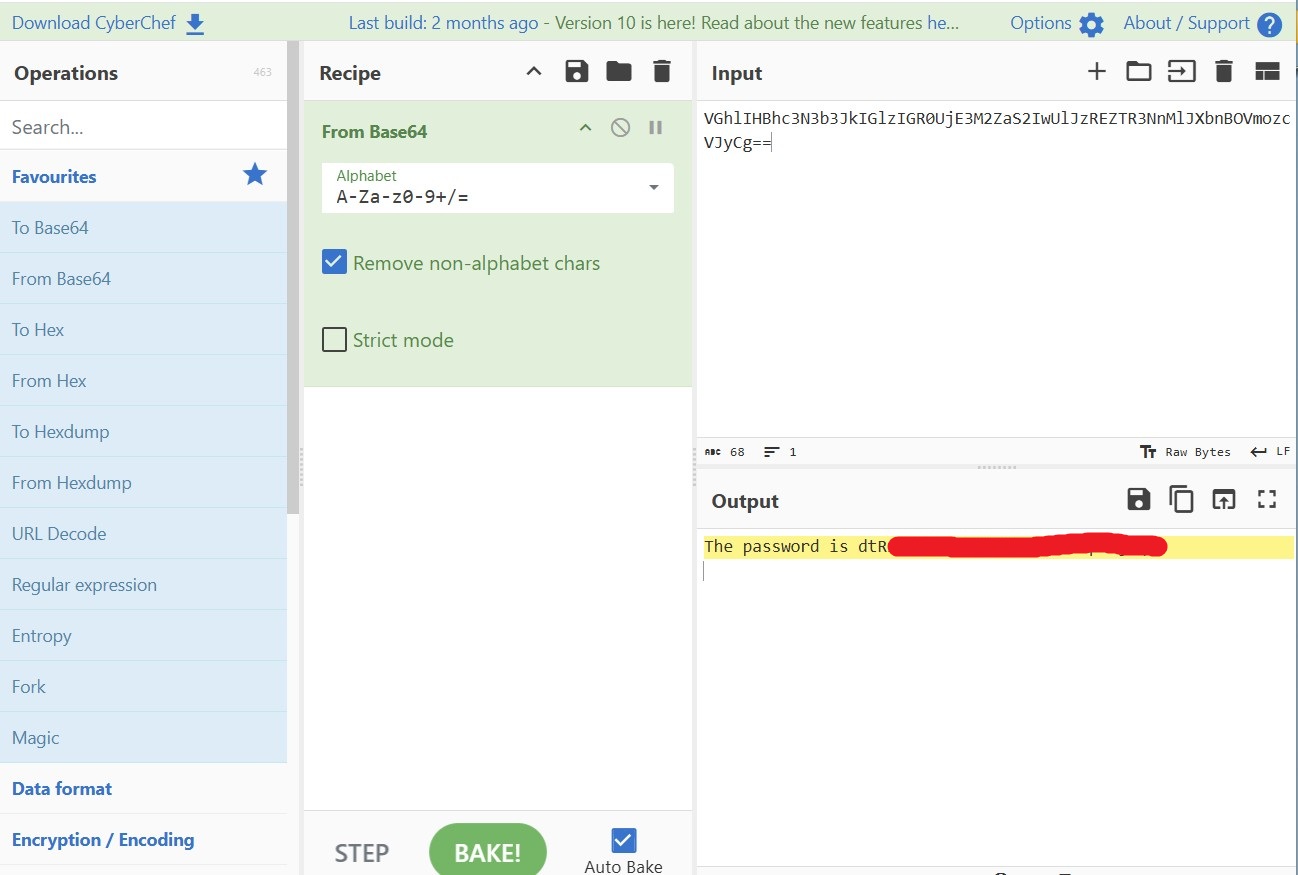 Download CyberChef
Last build: 2 months ago - Version 10 is here! Read about the new features he...
Options
About / Support
Operations
463
Search...
Favourites
To Base64
From Base64
To Hex
From Hex
To Hexdump
From Hexdump
URL Decode
Regular expression
Entropy
Fork
Magic
Data format
Encryption / Encoding
Recipe
From Base64
Alphabet
A-Za-z0-9+/=
Remove non-alphabet chars
Strict mode
STEP
BAKE!
Auto Bake
Input
VGhlIHBhc3N3b3JkIGlzIGR0UjE3M2ZaS2IwUlJzREZTR3NnMlJXbnBOVmozc
VJyCg==
ABC 68
1
Tт Raw Bytes
LF
Output
The password is dtR